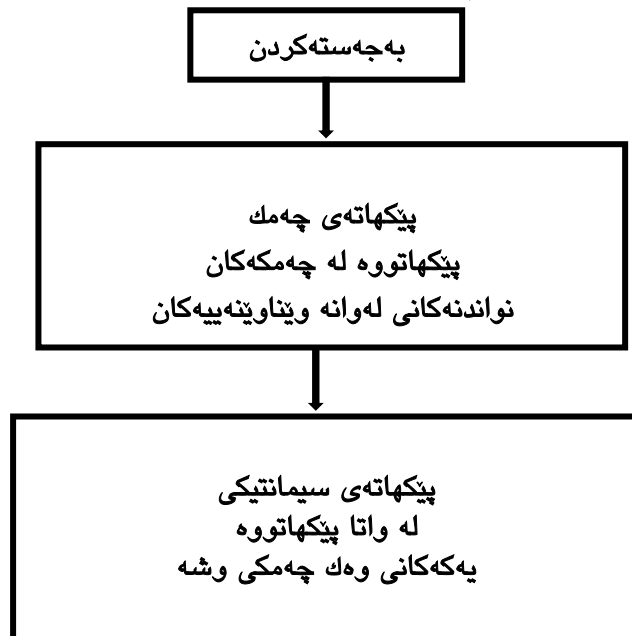 بەجەستەکردن
پێکهاتەی چەمك
پێکهاتووە لە چەمکەکان
نواندنەکانی لەوانە وێناوێنەییەکان
پێکهاتەی سیمانتیکی
لە واتا پێکهاتووە
یەکەکانی وەك چەمکی وشە